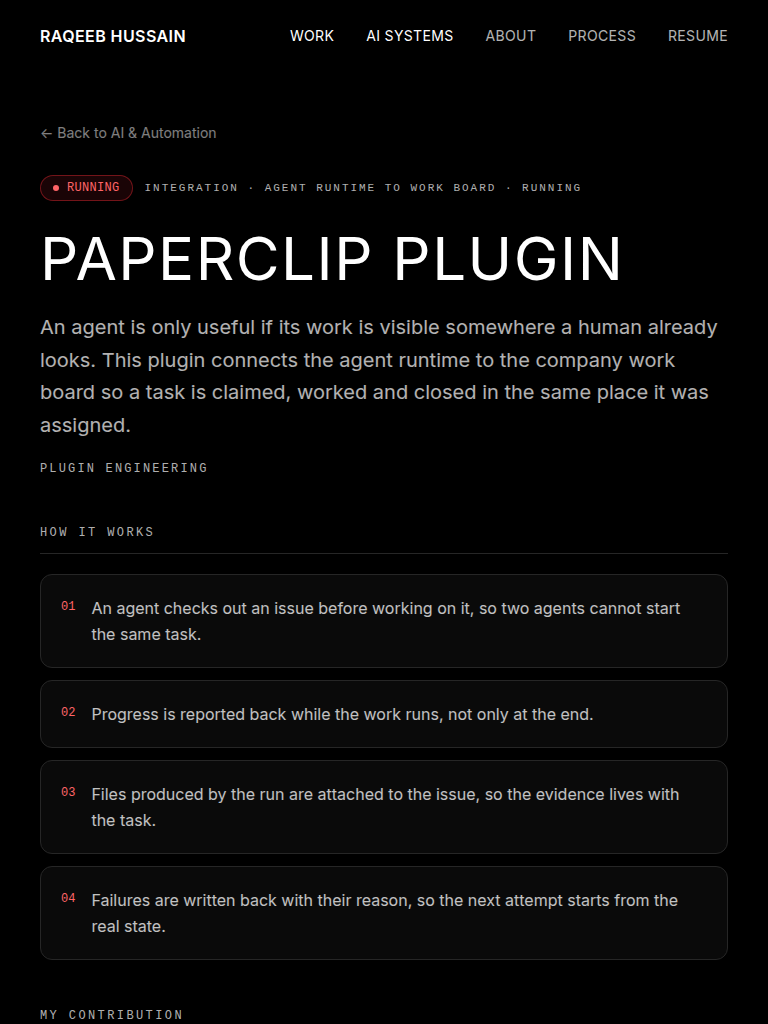 RAQEEB HUSSAIN WORK AI SYSTEMS ABOUT PROCESS RESUME
← Back to AI & Automation
RUNNING INTEGRATION · AGENT RUNTIME TO WORK BOARD · RUNNING
PAPERCLIP PLUGIN
An agent is only useful if its work is visible somewhere a human already
looks. This plugin connects the agent runtime to the company work
board so a task is claimed, worked and closed in the same place it was
assigned.
PLUGIN ENGINEERING
HOW IT WORKS
01 An agent checks out an issue before working on it, so two agents cannot start
the same task.
02 Progress is reported back while the work runs, not only at the end.
03 Files produced by the run are attached to the issue, so the evidence lives with
the task.
04 Failures are written back with their reason, so the next attempt starts from the
real state.
MY CONTRIBUTION